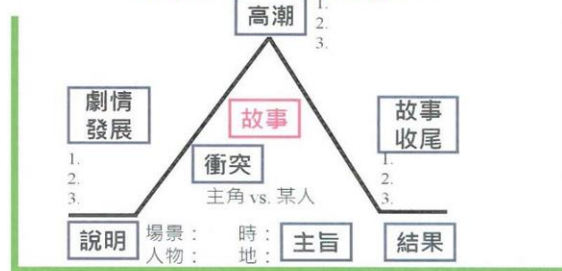 高潮
1.
2.
3.
劇情
發展
1.
2.
3.
故事
衝突
主角 vs. 某人
故事
收尾
1.
2.
3.
說明
場景： 時：
人物： 地：
主旨
結果